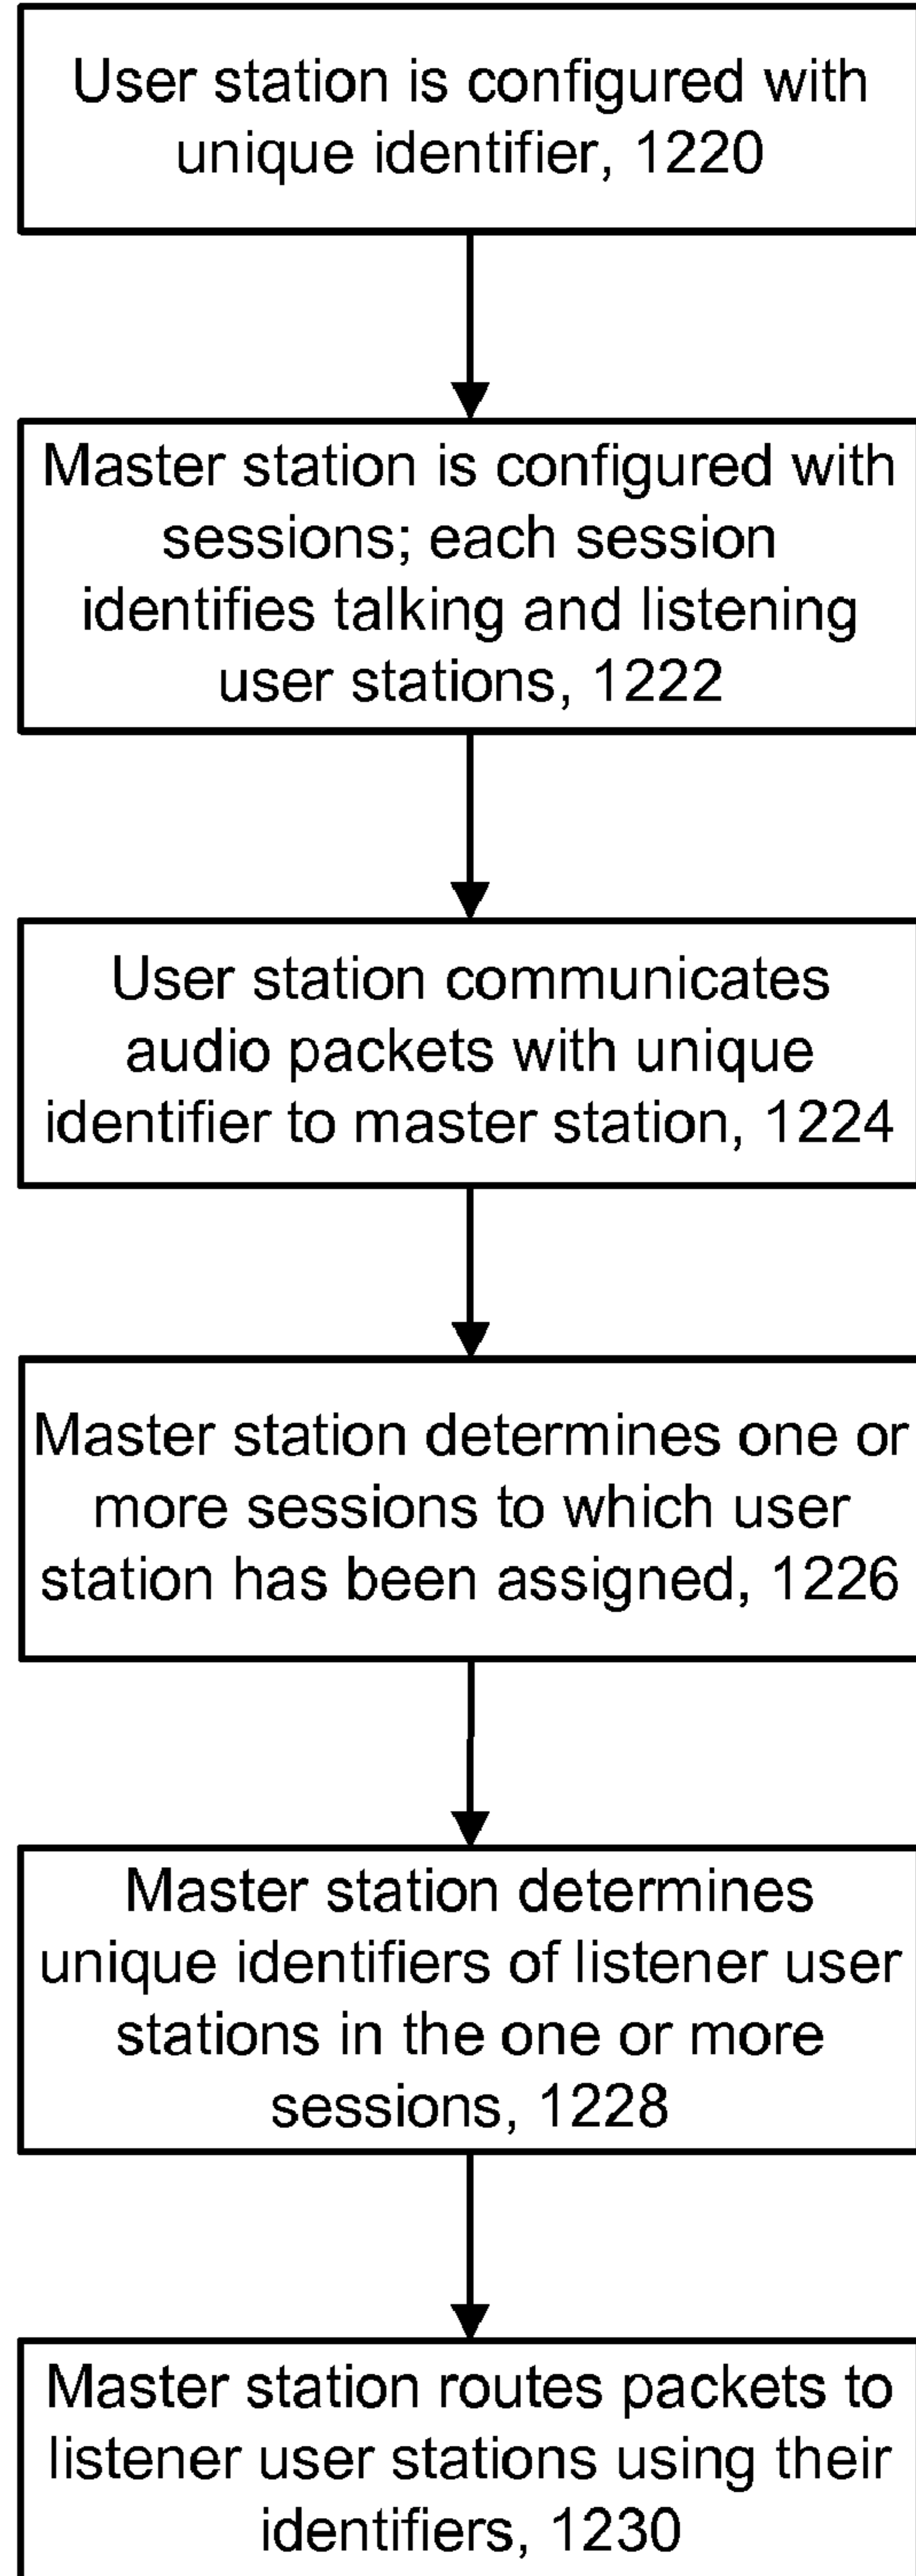 User station is configured with
unique identifier, 1220
Master station is configured with
sessions; each session
identifies talking and listening
user stations, 1222
User station communicates
audio packets with unique
identifier to master station, 1224
Master station determines one or
more sessions to which user
station has been assigned, 1226
Master station determines
unique identifiers of listener user
stations in the one or more
sessions, 1228
Master station routes packets to
listener user stations using their
identifiers, 1230